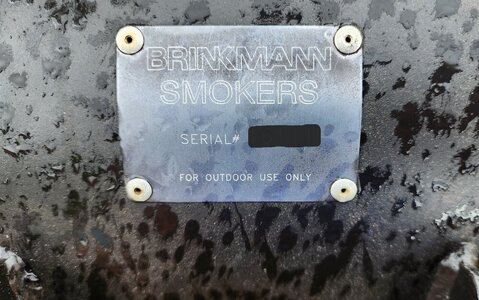 BRINKMANN
SMOKERS
SERIAL#
FOR OUTDOOR USE ONLY